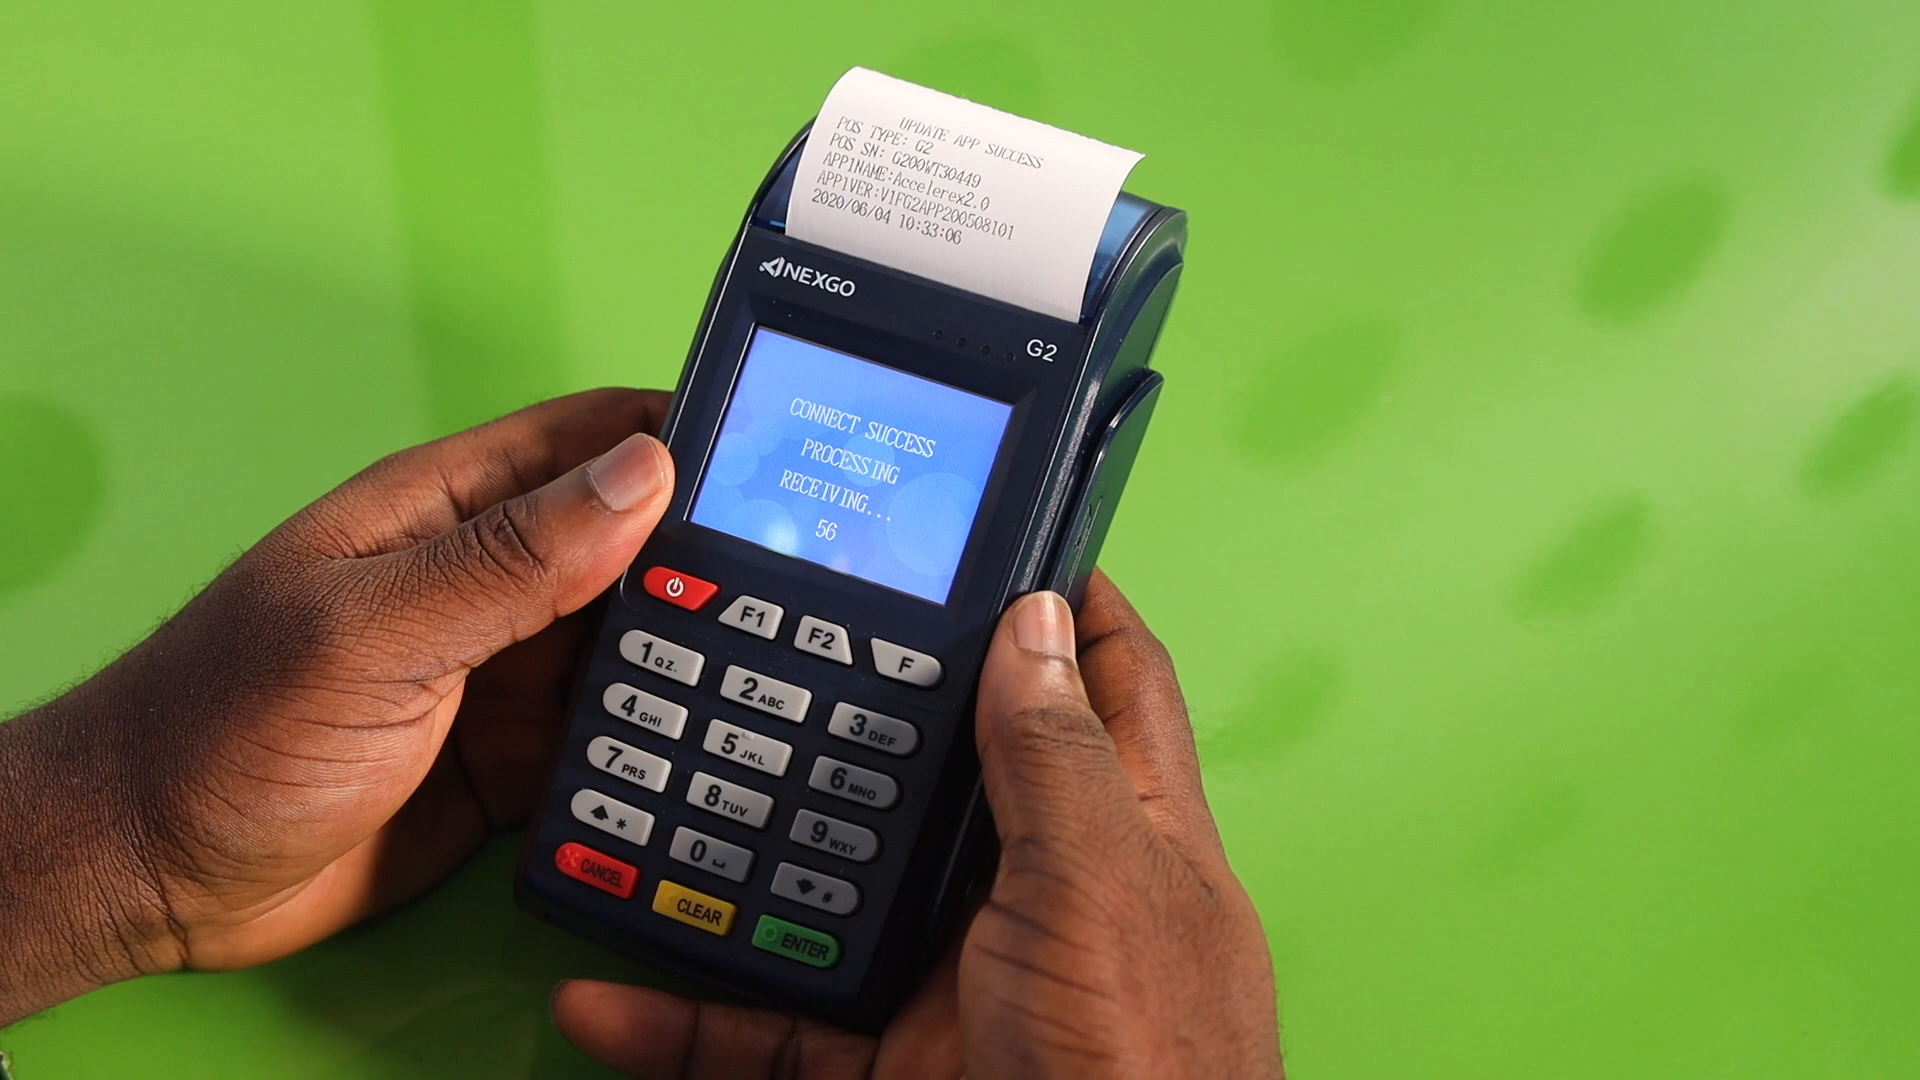 UPDATE APP SUCCESS
POS TYPE: G2
POS SN: G200WT30449
APP1NAME:Accelerex2.0
APP1VER:V1FG2APP200508101
2020/06/04 10:33:06
NEXGO
G2
CONNECT SUCCESS
PROCESSING
RECEIVING...
56
F1 F2 F
1 QZ. 2 ABC 3 DEF
4 GHI 5 JKL 6 MNO
7 PRS 8 TUV 9 WXY
* 0 #
CANCEL CLEAR ENTER